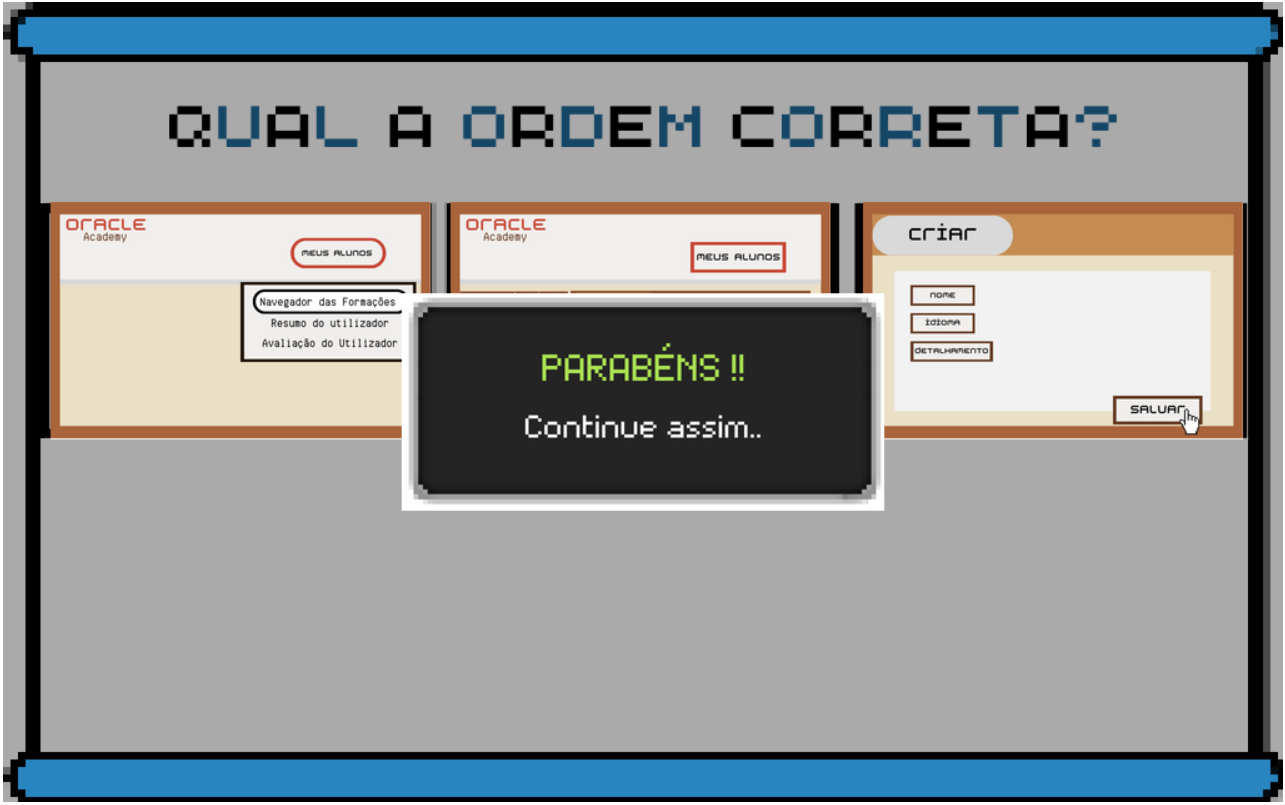 QUAL A ORDEM CORRETA?
ORACLE
Academy
MEUS ALUNOS
Navegador das Formações
Resumo do utilizador
Avaliação do Utilizador
ORACLE
Academy
MEUS ALUNOS
criar
NOME
idioma
DETALHAMENTO
SALVAR
PARABÉNS !!
Continue assim..